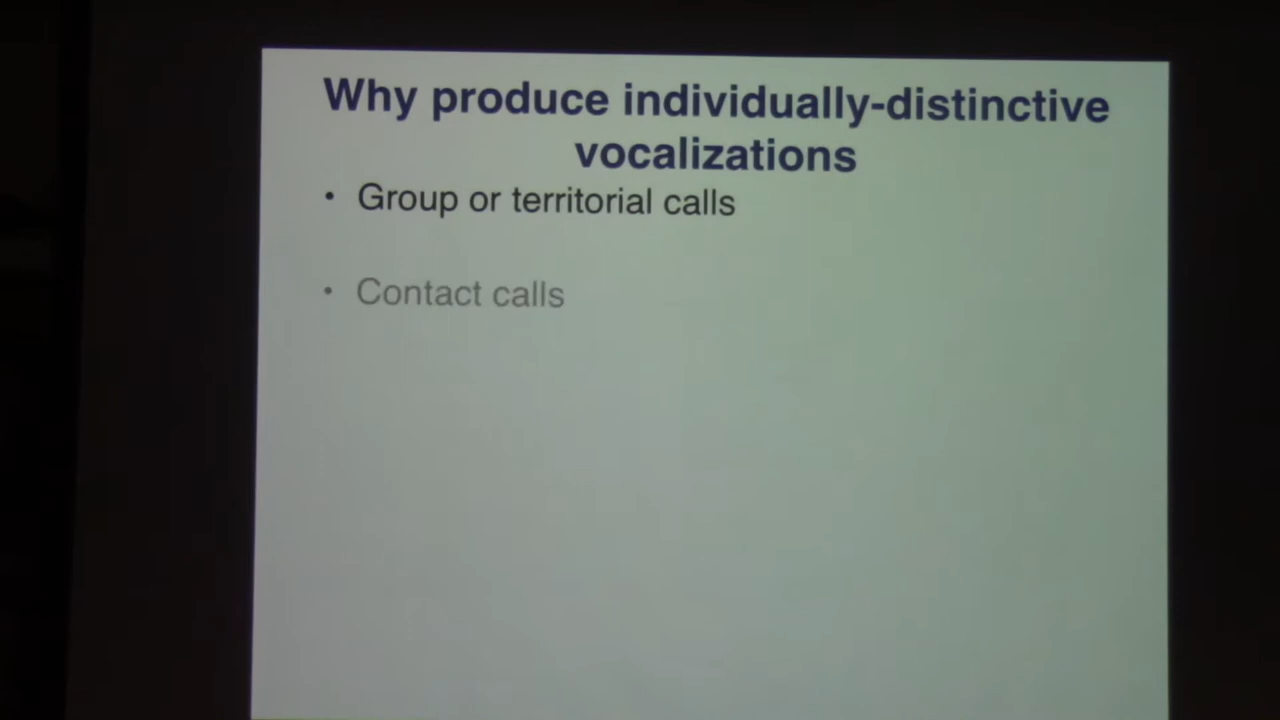 Why produce individually-distinctive
vocalizations
• Group or territorial calls
• Contact calls